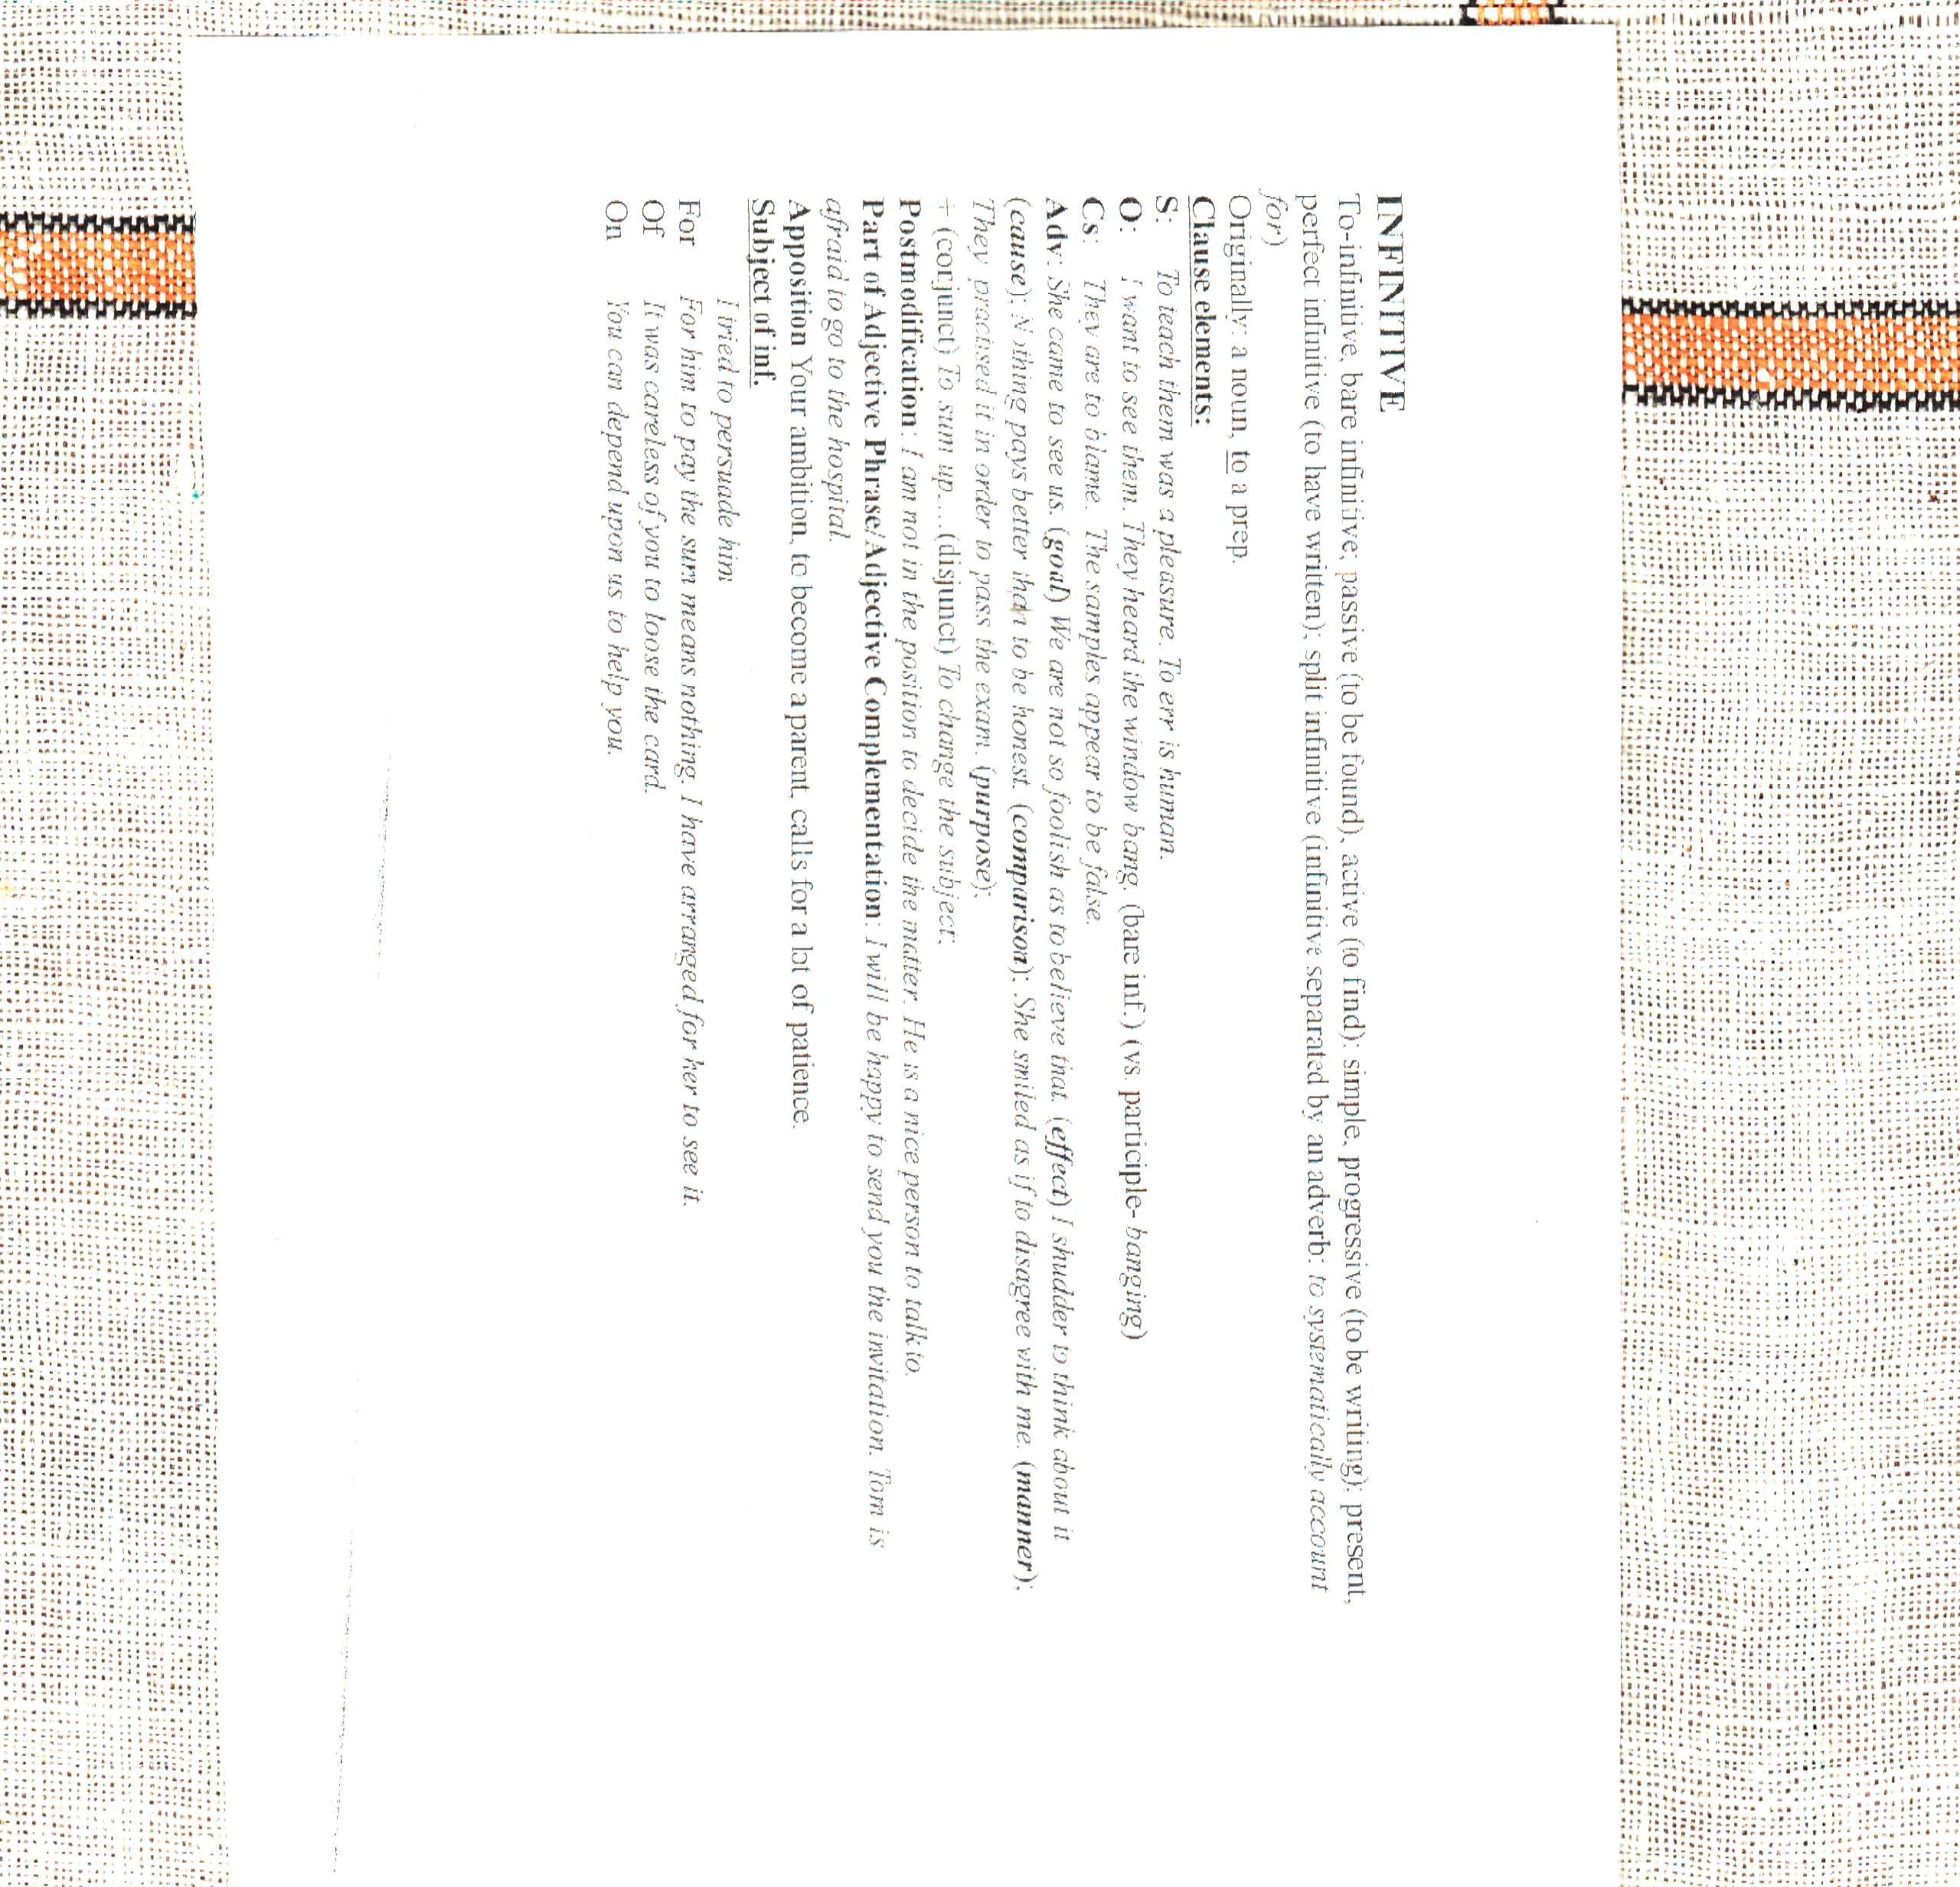 INFINITIVE
To-infinitive, bare infinitive; passive (to be found), active (to find); simple, progressive (to be writing); present,
perfect infinitive (to have written); split infinitive (infinitive separated by an adverb: to systematically account
for)
Originally: a noun, to a prep.
Clause elements:
S: To teach them was a pleasure. To err is human.
O: I want to see them. They heard the window bang. (bare inf.) (vs. participle- banging)
Cs: They are to blame. The samples appear to be false.
Adv: She came to see us. (goal) We are not so foolish as to believe that. (effect) I shudder to think about it
(cause); Nothing pays better than to be honest. (comparison); She smiled as if to disagree with me. (manner);
They practised it in order to pass the exam. (purpose);
+ (conjunct) To sum up... (disjunct) To change the subject;
Postmodification: I am not in the position to decide the matter. He is a nice person to talk to.
Part of Adjective Phrase/Adjective Complementation: I will be happy to send you the invitation. Tom is
afraid to go to the hospital.
Apposition Your ambition, to become a parent, calls for a lot of patience.
Subject of inf.
I tried to persuade him
For For him to pay the sum means nothing. I have arranged for her to see it.
Of It was careless of you to loose the card.
On You can depend upon us to help you.